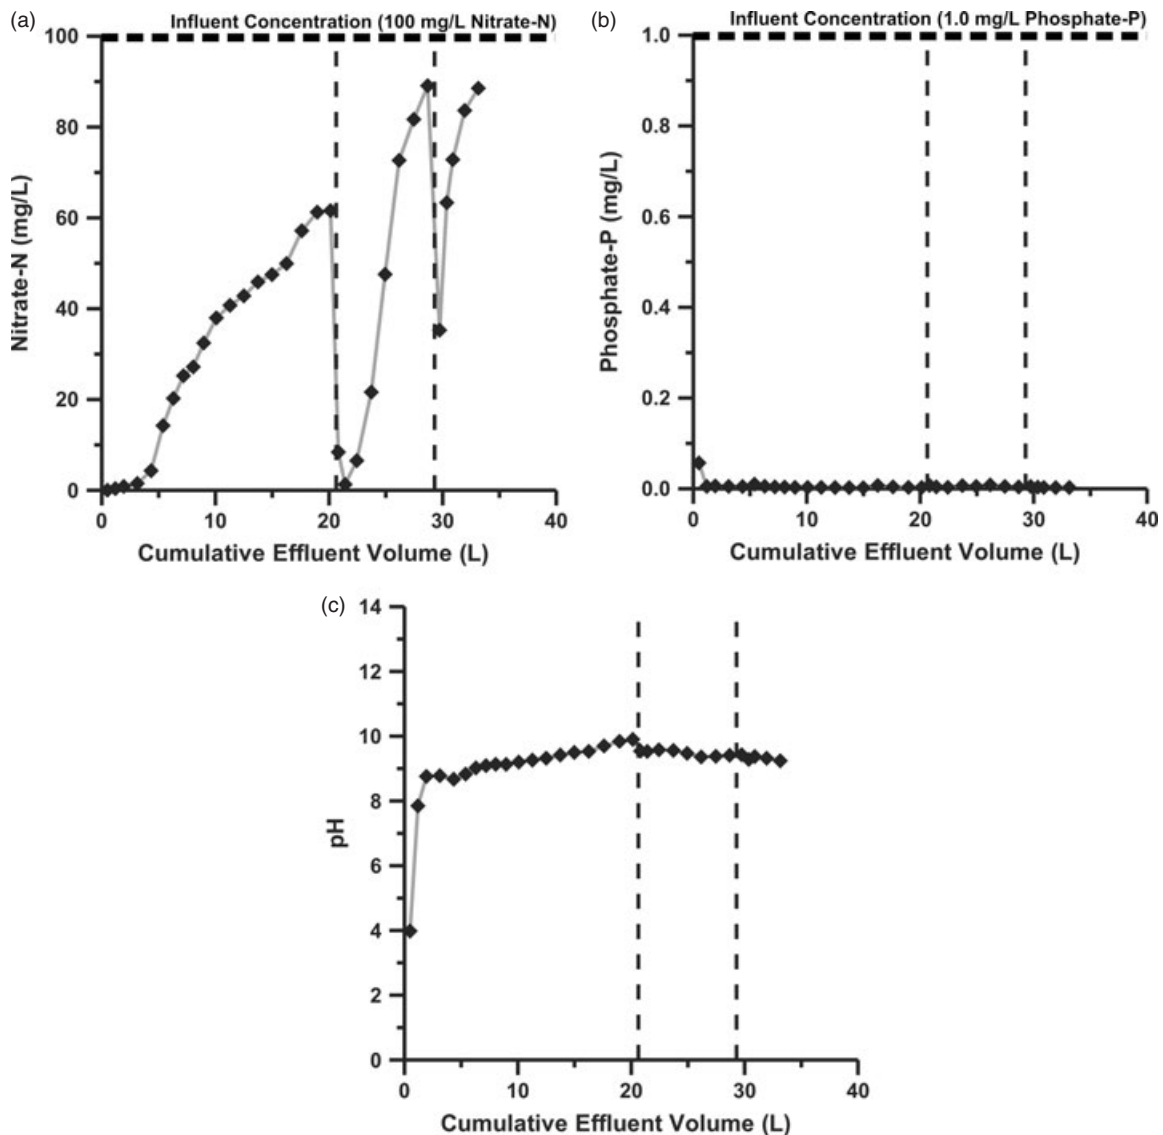 (a)
Influent Concentration (100 mg/L Nitrate-N)
100
80
60
40
20
0
Nitrate-N (mg/L)
0 10 20 30 40
Cumulative Effluent Volume (L)
(b)
Influent Concentration (1.0 mg/L Phosphate-P)
1.0
0.8
0.6
0.4
0.2
0.0
Phosphate-P (mg/L)
0 10 20 30 40
Cumulative Effluent Volume (L)
(c)
14
12
10
8
6
4
2
0
pH
0 10 20 30 40
Cumulative Effluent Volume (L)